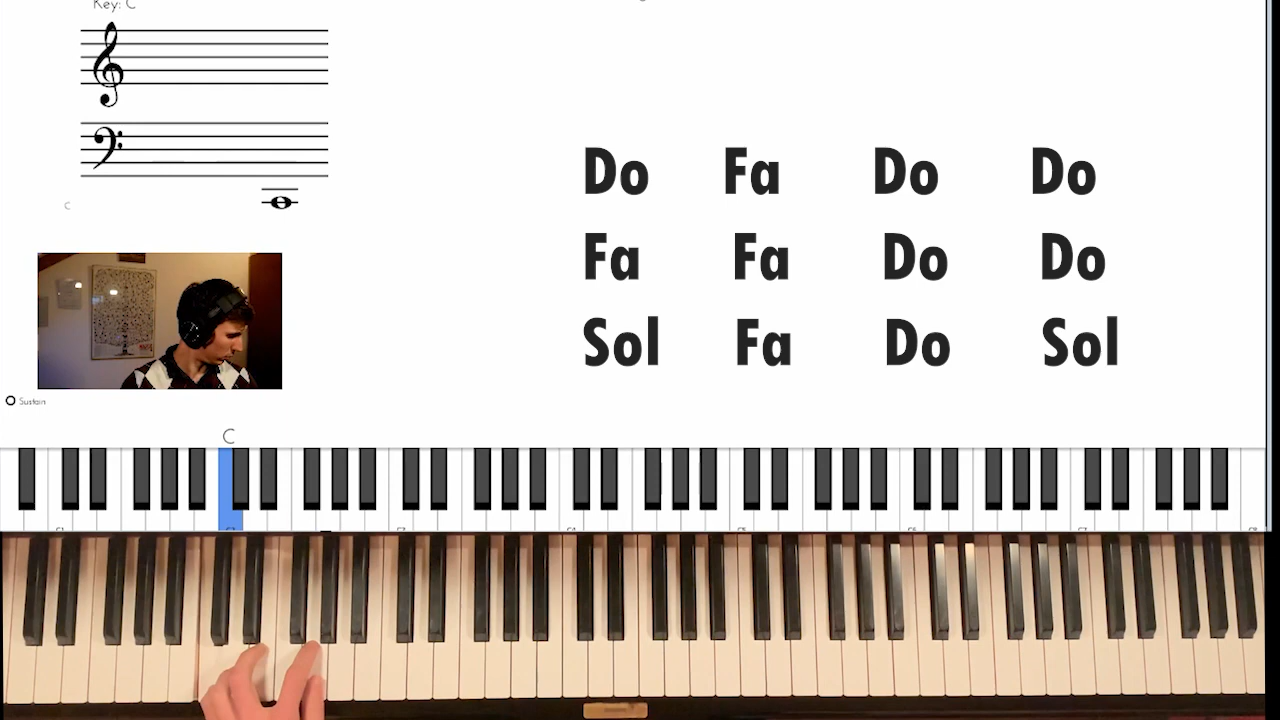 Key: C
C
Do Fa Do Do
Fa Fa Do Do
Sol Fa Do Sol
Sustain
C